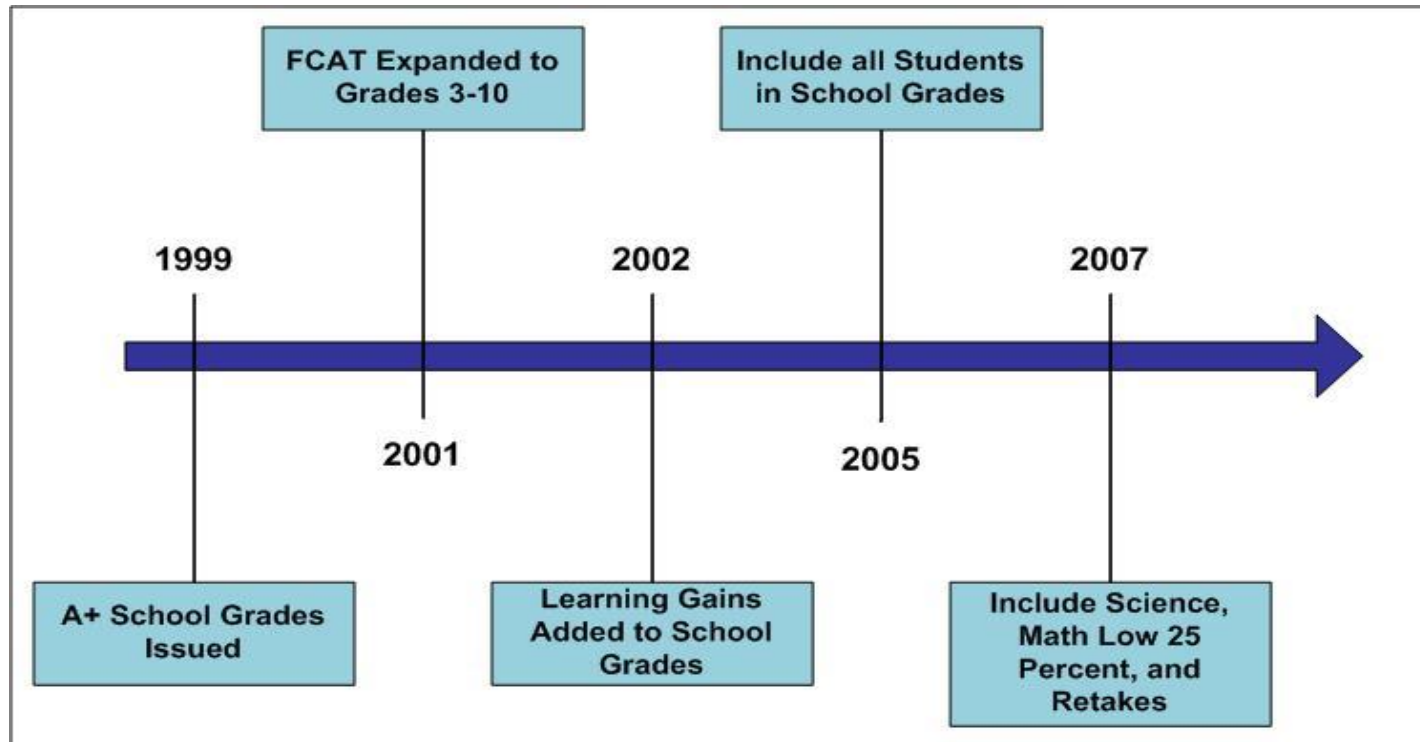 FCAT Expanded to
Grades 3-10
Include all Students
in School Grades
1999
2002
2007
2001
2005
A+ School Grades
Issued
Learning Gains
Added to School
Grades
Include Science,
Math Low 25
Percent, and
Retakes